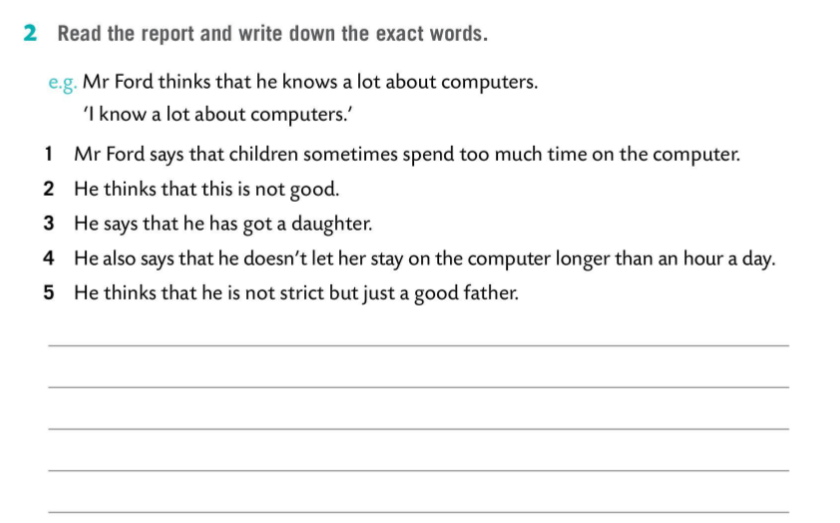 2 Read the report and write down the exact words.
e.g. Mr Ford thinks that he knows a lot about computers.
‘I know a lot about computers.’
1 Mr Ford says that children sometimes spend too much time on the computer.
2 He thinks that this is not good.
3 He says that he has got a daughter.
4 He also says that he doesn’t let her stay on the computer longer than an hour a day.
5 He thinks that he is not strict but just a good father.